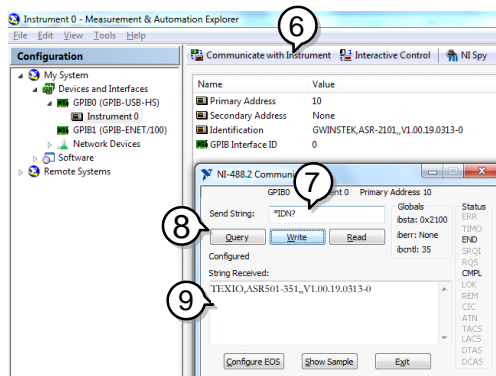 Instrument 0 - Measurement & Automation Explorer
File Edit View Tools Help
6
Configuration
Communicate with Instrument Interactive Control NI Spy
My System
Devices and Interfaces
GPIB0 (GPIB-USB-HS)
Instrument 0
GPIB1 (GPIB-ENET/100)
Network Devices
Software
Remote Systems
Name Value
Primary Address 10
Secondary Address None
Identification GWINSTEK,ASR-2101,,V1.00.19.0313-0
GPIB Interface ID 0
NI-488.2 Communi
7
GPIB0 ent 0 Primary Address 10
Send String: *IDN?
8
Query Write Read
Configured
String Received:
9
TEXIO,ASR501-351,,V1.00.19.0313-0
Configure EOS Show Sample Exit
Globals
ibsta: 0x2100
iberr: None
ibcntl: 35
Status
ERR
TIMO
END
SRQI
RQS
CMPL
LOK
REM
CIC
ATN
TACS
LACS
DTAS
DCAS